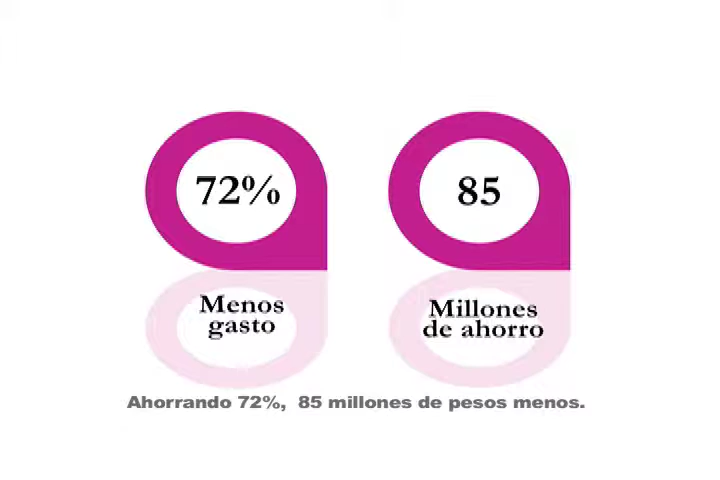 72%
85
Menos
gasto
Millones
de ahorro
Ahorrando 72%,  85 millones de pesos menos.